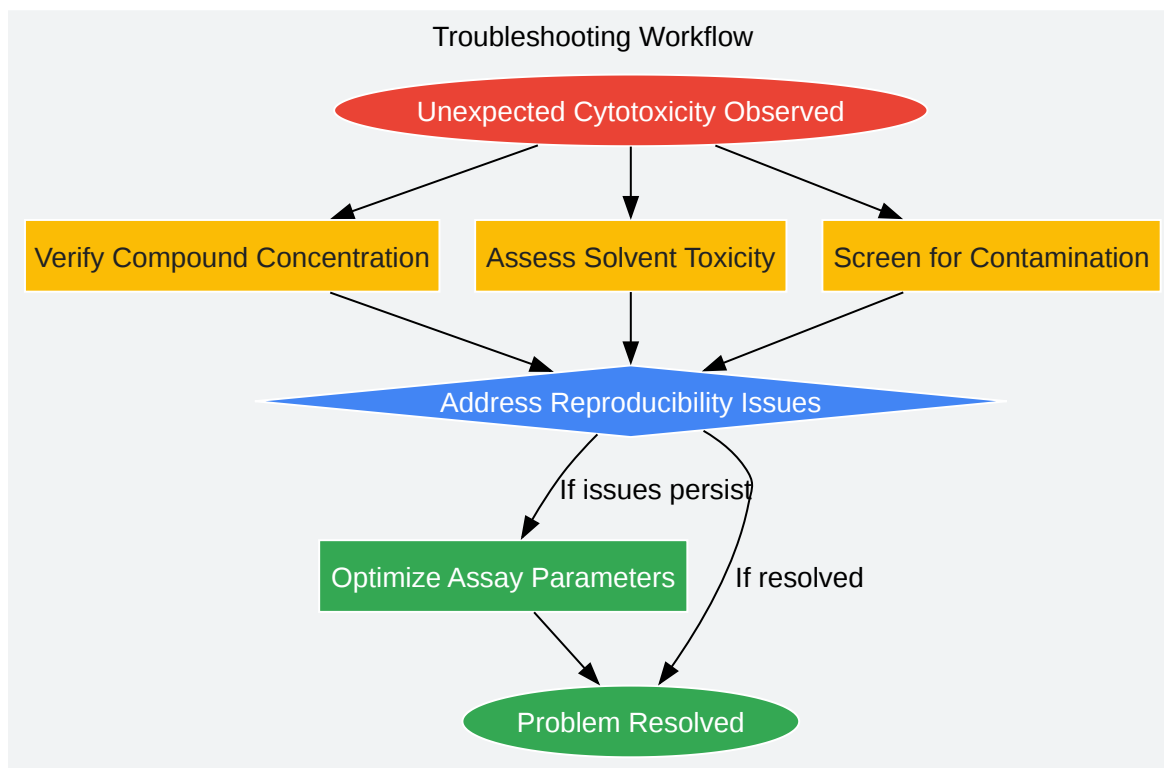 Troubleshooting Workflow
Unexpected Cytotoxicity Observed
Verify Compound Concentration
Assess Solvent Toxicity
Screen for Contamination
Address Reproducibility Issues
If issues persist
Optimize Assay Parameters
If resolved
Problem Resolved